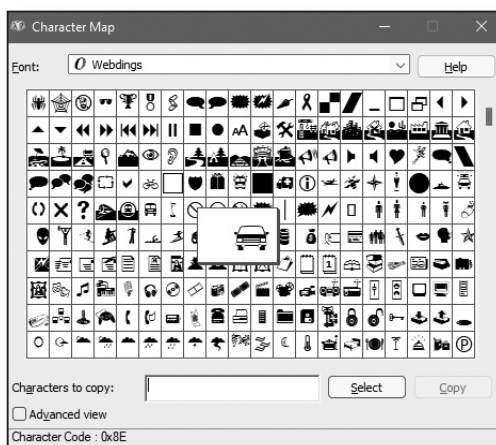 Character Map
Font: Webdings Help
Characters to copy: Select Copy
Advanced view
Character Code : 0x8E